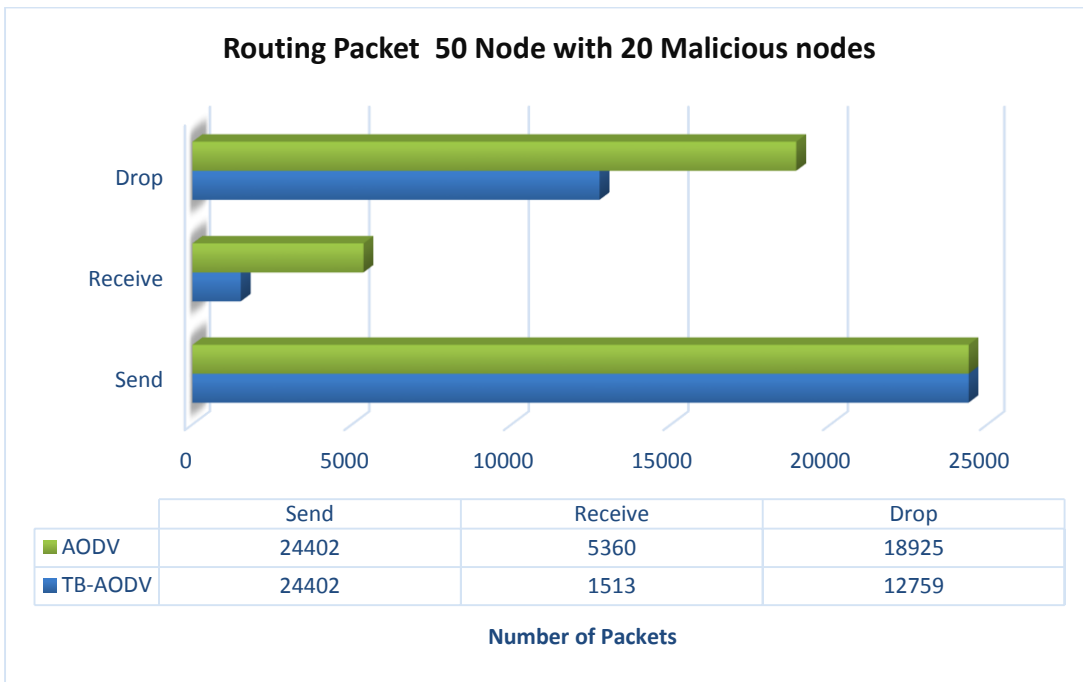 Routing Packet  50 Node with 20 Malicious nodes
Drop
Receive
Send
0 5000 10000 15000 20000 25000
Send Receive Drop
AODV 24402 5360 18925
TB-AODV 24402 1513 12759
Number of Packets